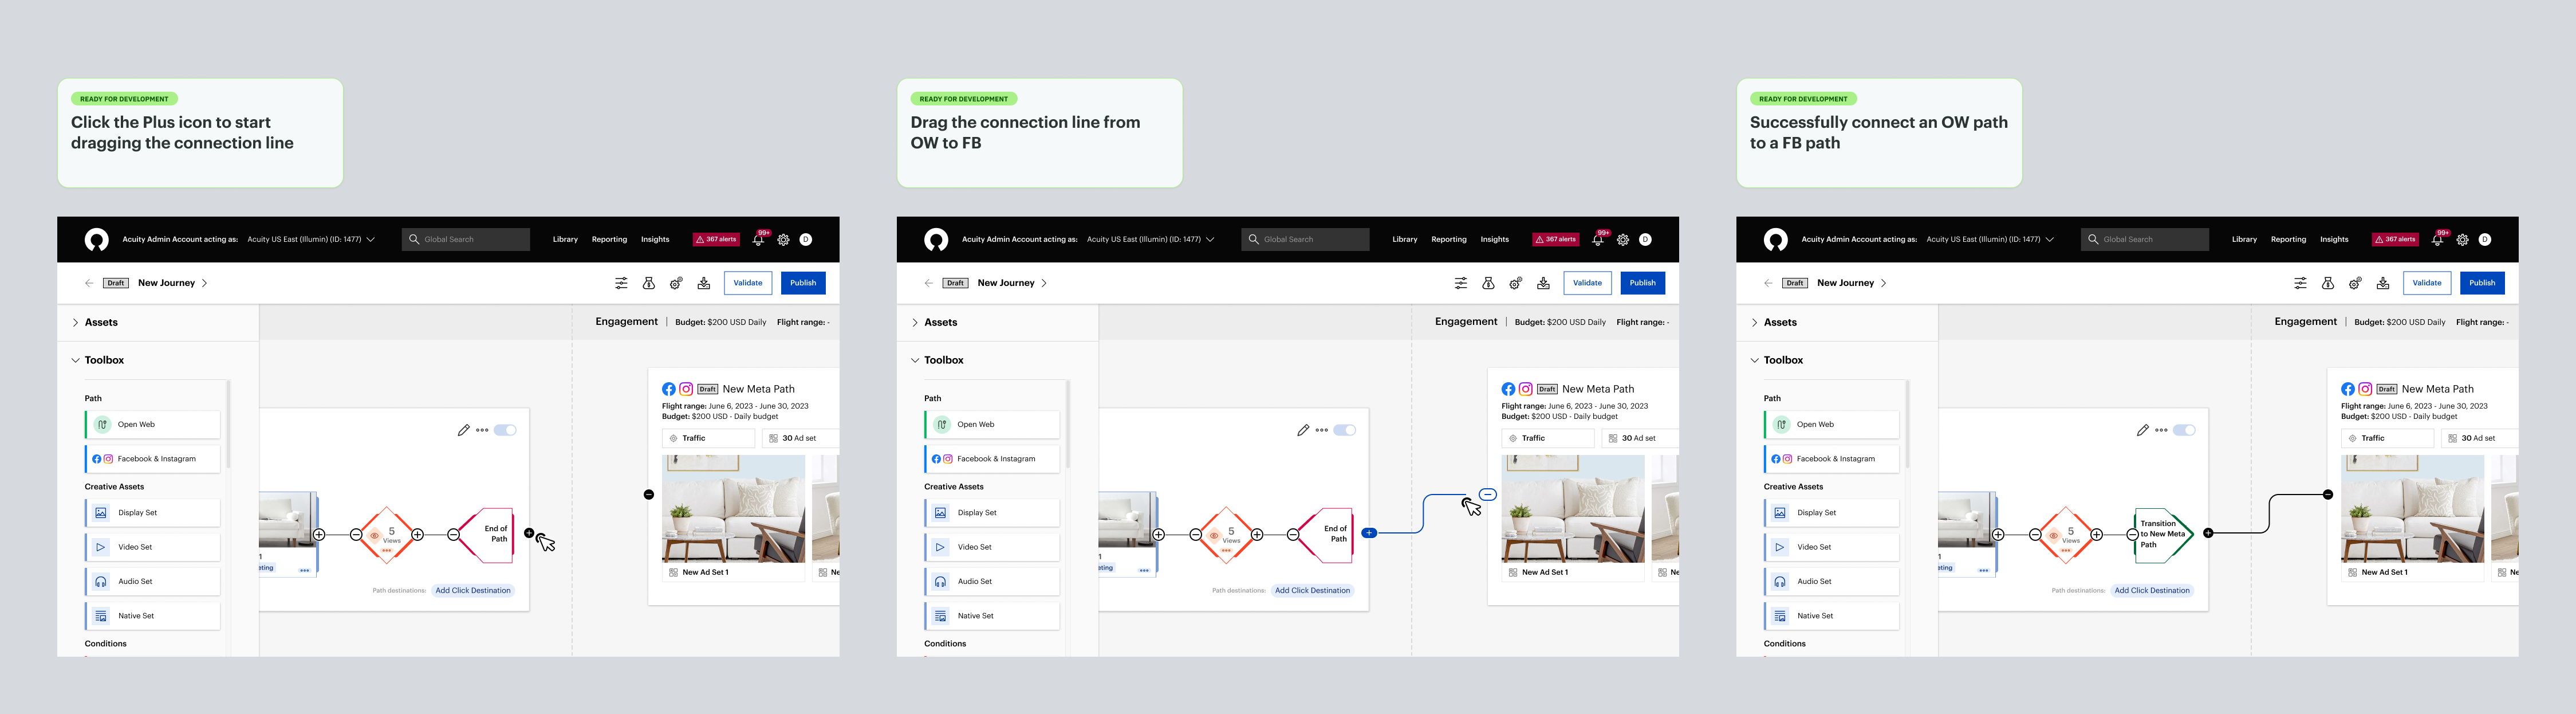 READY FOR DEVELOPMENT
Click the Plus icon to start
dragging the connection line
Acuity Admin Account acting as: Acuity US East (Illumin) (ID: 1477)
Global Search
Library
Reporting
Insights
367 alerts
99+
D
Draft
New Journey
Validate
Publish
Assets
Toolbox
Path
Open Web
Facebook & Instagram
Creative Assets
Display Set
Video Set
Audio Set
Native Set
Conditions
Engagement
Budget: $200 USD Daily
Flight range: -
1
eting
5
Views
End of
Path
Path destinations:
Add Click Destination
Draft
New Meta Path
Flight range: June 6, 2023 - June 30, 2023
Budget: $200 USD - Daily budget
Traffic
30 Ad set
New Ad Set 1
Ne
READY FOR DEVELOPMENT
Drag the connection line from
OW to FB
Acuity Admin Account acting as: Acuity US East (Illumin) (ID: 1477)
Global Search
Library
Reporting
Insights
367 alerts
99+
D
Draft
New Journey
Validate
Publish
Assets
Toolbox
Path
Open Web
Facebook & Instagram
Creative Assets
Display Set
Video Set
Audio Set
Native Set
Conditions
Engagement
Budget: $200 USD Daily
Flight range: -
1
eting
5
Views
End of
Path
Path destinations:
Add Click Destination
Draft
New Meta Path
Flight range: June 6, 2023 - June 30, 2023
Budget: $200 USD - Daily budget
Traffic
30 Ad set
New Ad Set 1
Ne
READY FOR DEVELOPMENT
Successfully connect an OW path
to a FB path
Acuity Admin Account acting as: Acuity US East (Illumin) (ID: 1477)
Global Search
Library
Reporting
Insights
367 alerts
99+
D
Draft
New Journey
Validate
Publish
Assets
Toolbox
Path
Open Web
Facebook & Instagram
Creative Assets
Display Set
Video Set
Audio Set
Native Set
Conditions
Engagement
Budget: $200 USD Daily
Flight range: -
1
eting
5
Views
Transition
to New Meta
Path
Path destinations:
Add Click Destination
Draft
New Meta Path
Flight range: June 6, 2023 - June 30, 2023
Budget: $200 USD - Daily budget
Traffic
30 Ad set
New Ad Set 1
Ne